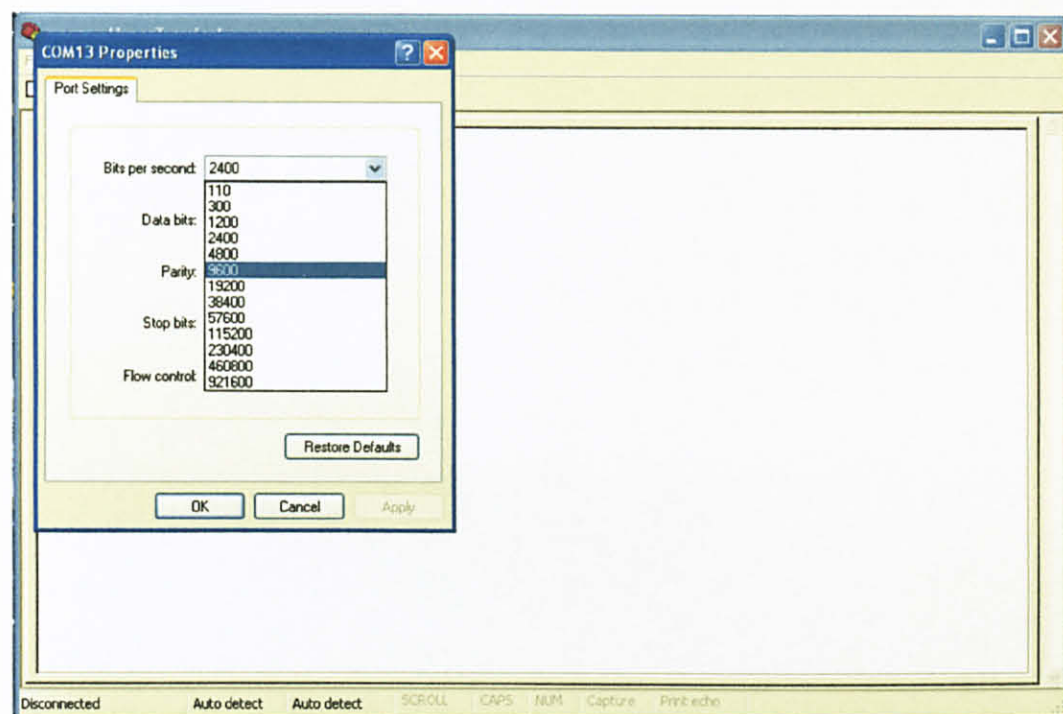 COM13 Properties
Port Settings
Bits per second: 2400
110
300
Data bits: 1200
2400
4800
Parity: 9600
19200
38400
Stop bits: 57600
115200
230400
460800
Flow control: 921600
Restore Defaults
OK Cancel Apply
Disconnected Auto detect Auto detect SCROLL CAPS NUM Capture Print echo